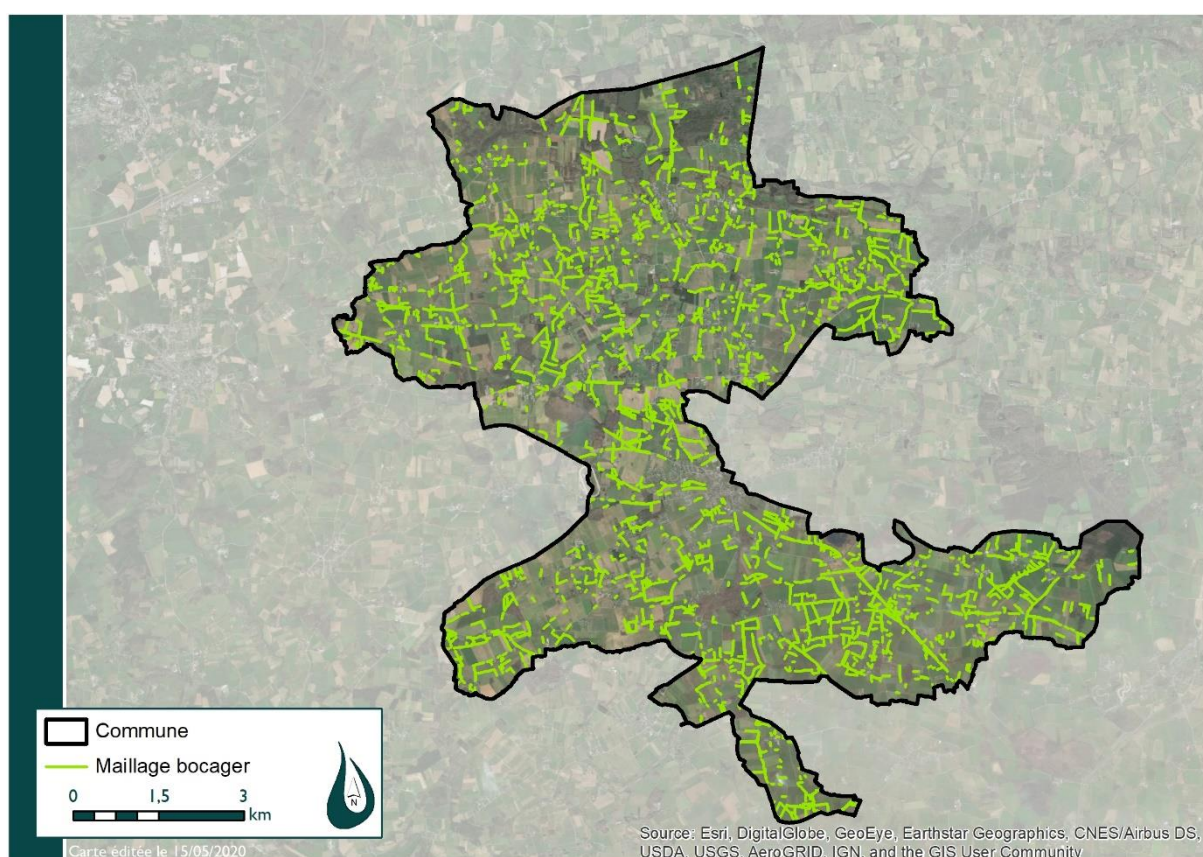 Commune
Maillage bocager
0 1,5 3
km
N
Carte éditée le 15/05/2020
Source: Esri, DigitalGlobe, GeoEye, Earthstar Geographics, CNES/Airbus DS,
USDA, USGS, AeroGRID, IGN, and the GIS User Community